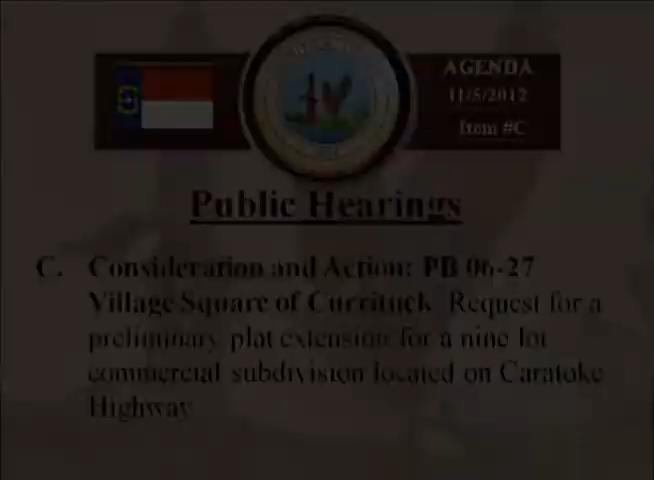 AGENDA
11/5/2012
Item #C
Public Hearings
C. Consideration and Action: PB 06-27
Village Square of Currituck Request for a
preliminary plat extension for a nine lot
commercial subdivision located on Caratoke
Highway